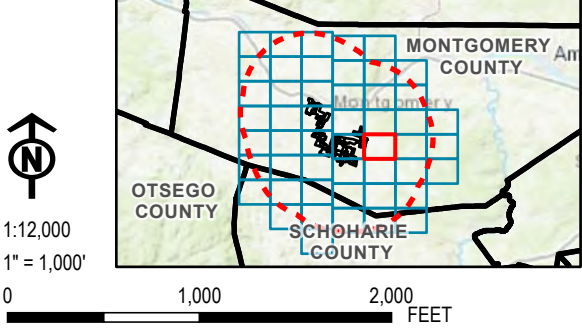 MONTGOMERY
COUNTY
Am
Montgomery
N
OTSEGO
COUNTY
SCHOHARIE
COUNTY
1:12,000
1" = 1,000'
0 1,000 2,000
FEET